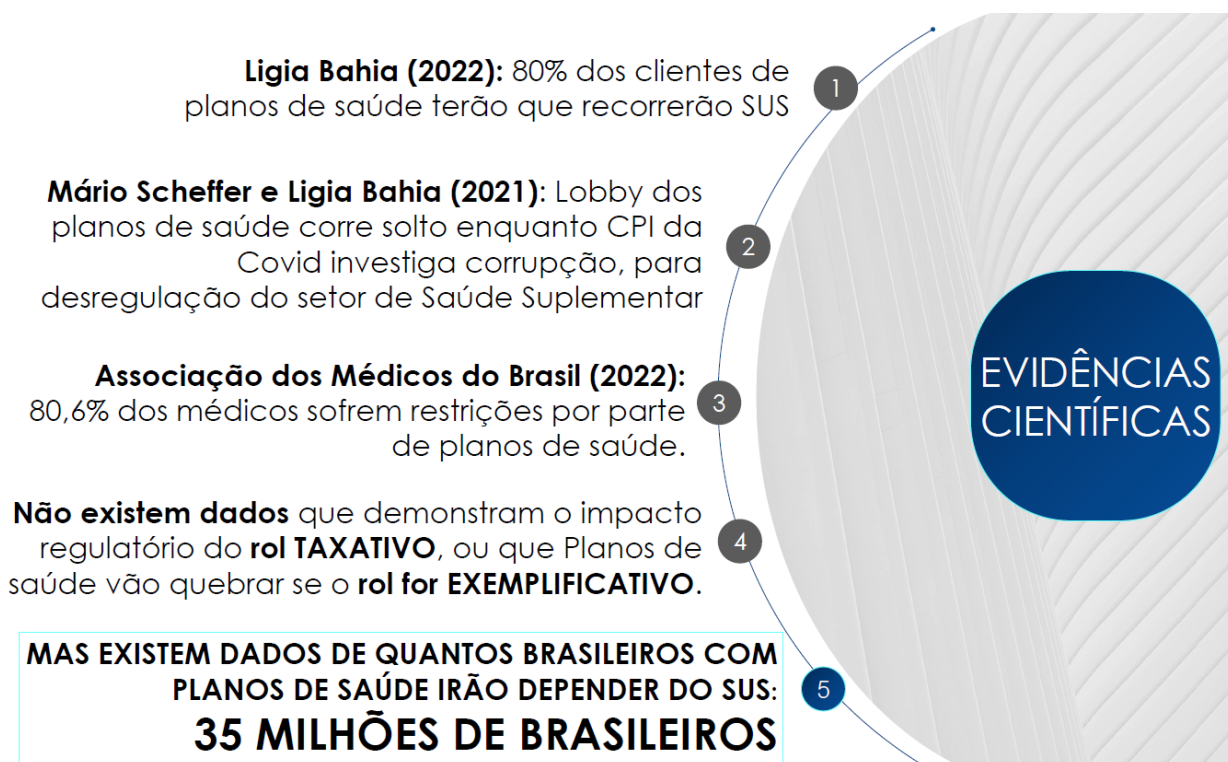 Ligia Bahia (2022): 80% dos clientes de
planos de saúde terão que recorrerão SUS
1
Mário Scheffer e Ligia Bahia (2021): Lobby dos
planos de saúde corre solto enquanto CPI da
Covid investiga corrupção, para
desregulação do setor de Saúde Suplementar
2
Associação dos Médicos do Brasil (2022):
80,6% dos médicos sofrem restrições por parte
de planos de saúde.
3
Não existem dados que demonstram o impacto
regulatório do rol TAXATIVO, ou que Planos de
saúde vão quebrar se o rol for EXEMPLIFICATIVO.
4
MAS EXISTEM DADOS DE QUANTOS BRASILEIROS COM
PLANOS DE SAÚDE IRÃO DEPENDER DO SUS:
35 MILHÕES DE BRASILEIROS
5
EVIDÊNCIAS
CIENTÍFICAS